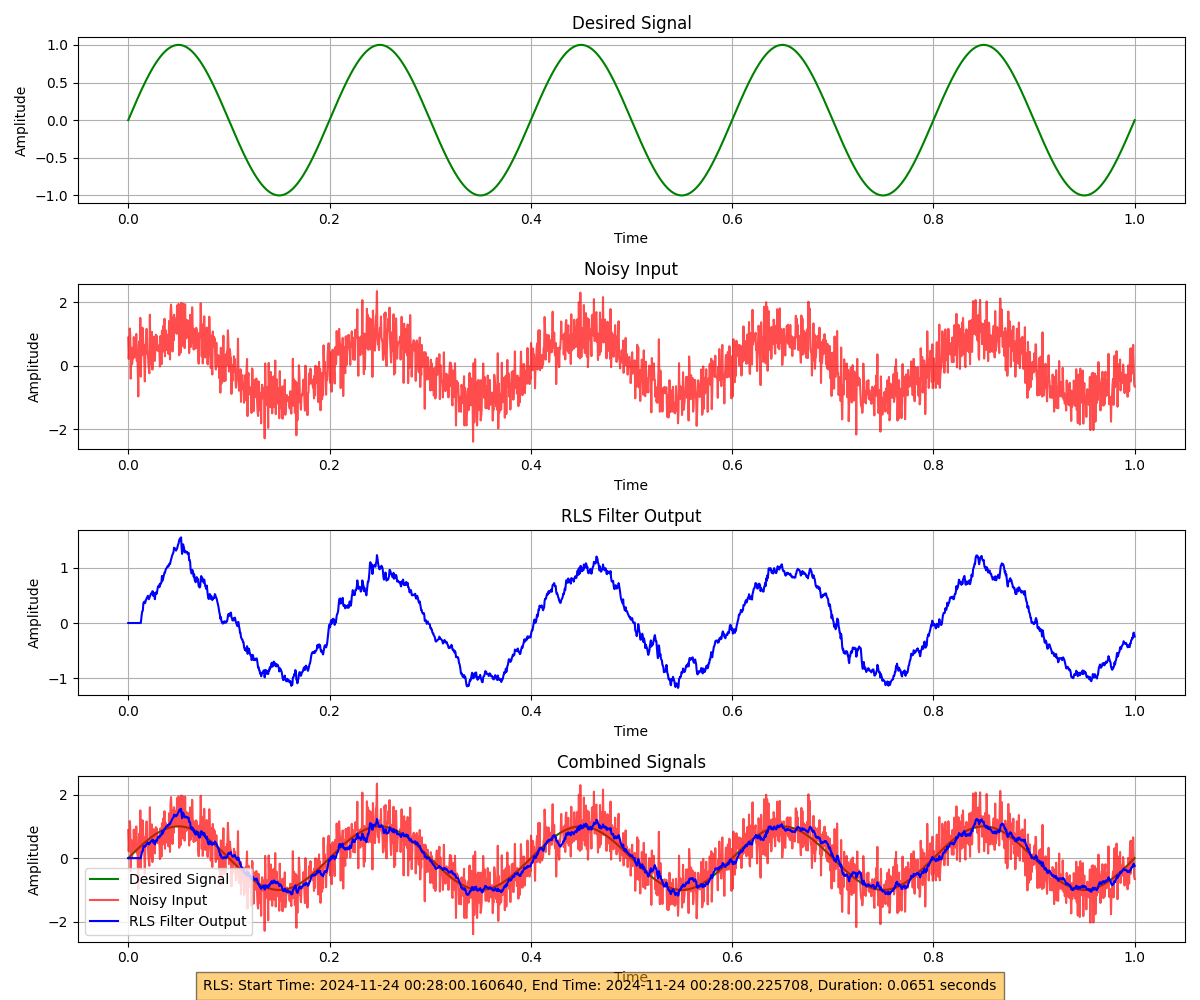 Desired Signal
1.0
0.5
0.0
−0.5
−1.0
Amplitude
0.0 0.2 0.4 0.6 0.8 1.0
Time
Noisy Input
2
0
−2
Amplitude
0.0 0.2 0.4 0.6 0.8 1.0
Time
RLS Filter Output
1
0
−1
Amplitude
0.0 0.2 0.4 0.6 0.8 1.0
Time
Combined Signals
2
0
−2
Amplitude
Desired Signal
Noisy Input
RLS Filter Output
0.0 0.2 0.4 0.6 0.8 1.0
Time
RLS: Start Time: 2024-11-24 00:28:00.160640, End Time: 2024-11-24 00:28:00.225708, Duration: 0.0651 seconds